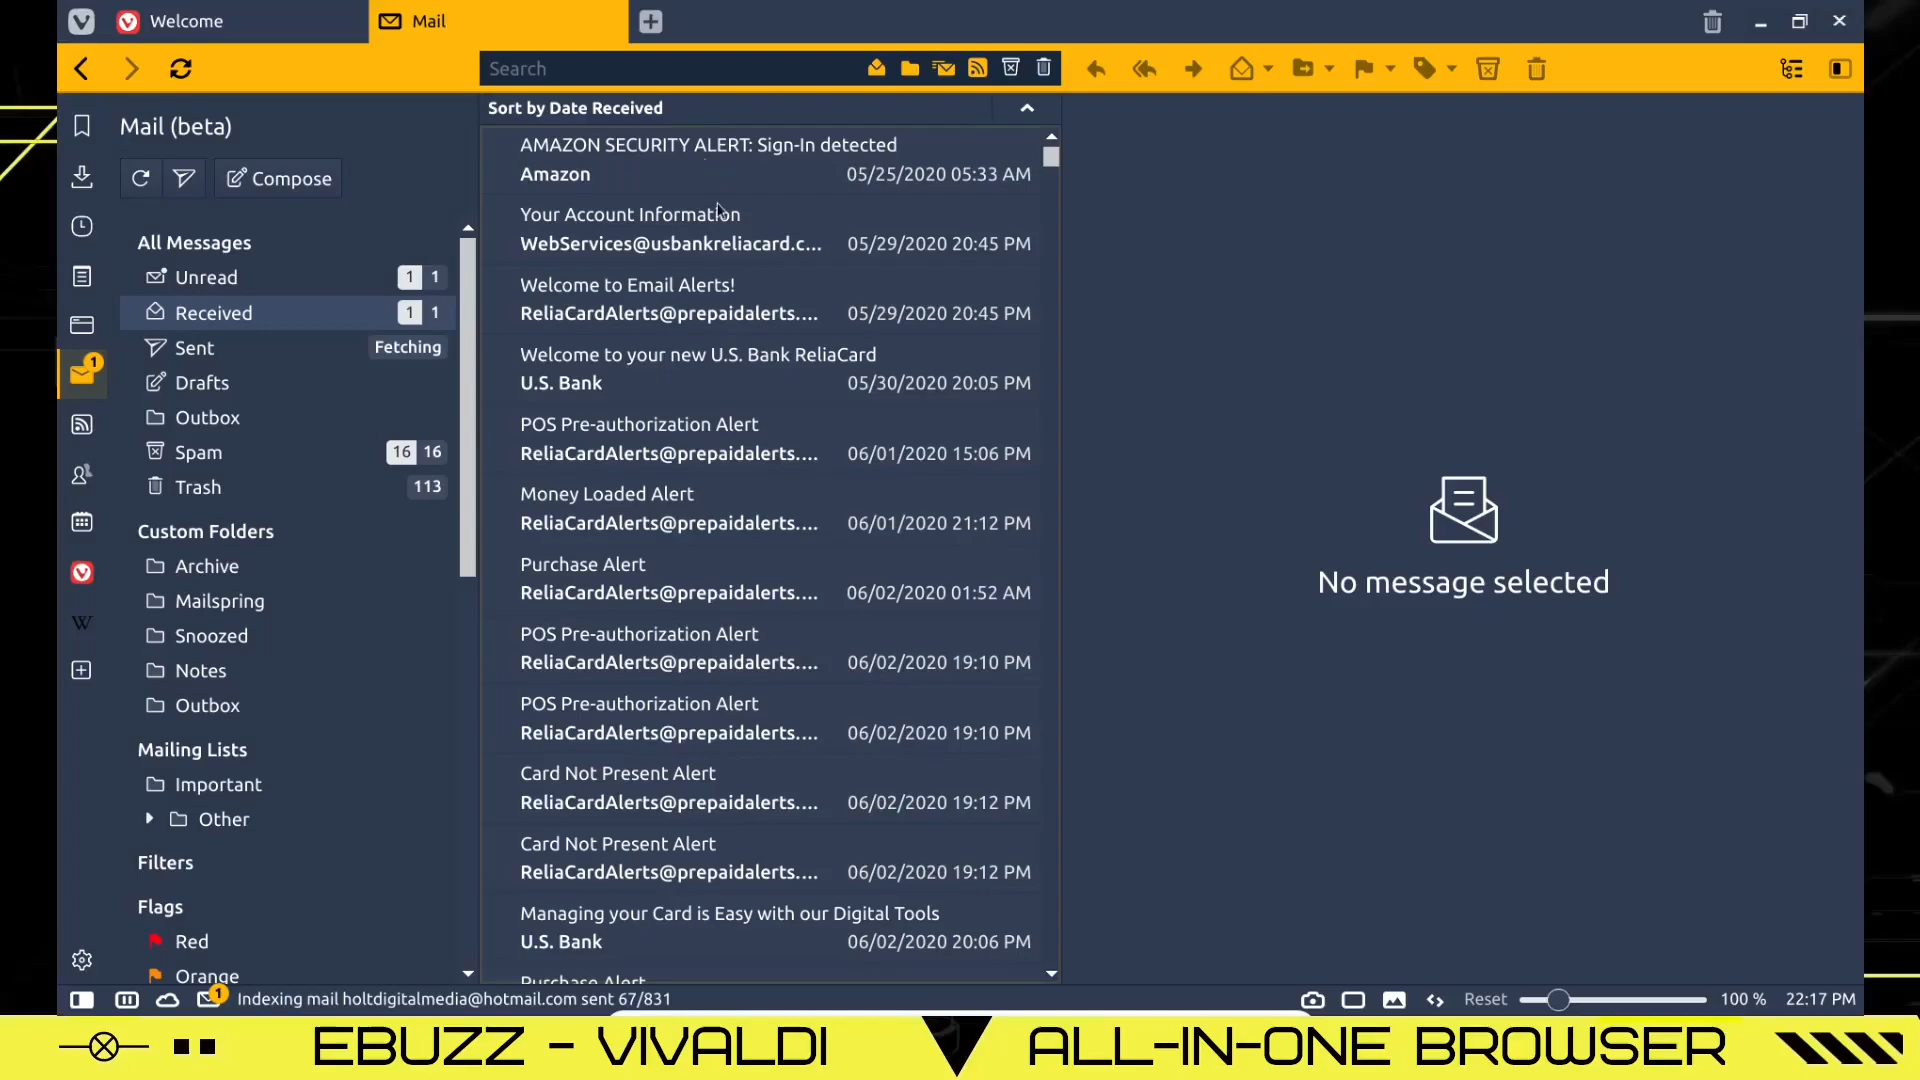 Welcome
Mail
Search
Sort by Date Received
Mail (beta)
Compose
All Messages
Unread 1 1
Received 1 1
Sent Fetching
Drafts
Outbox
Spam 16 16
Trash 113
Custom Folders
Archive
Mailspring
Snoozed
Notes
Outbox
Mailing Lists
Important
Other
Filters
Flags
Red
Orange
1
W
AMAZON SECURITY ALERT: Sign-In detected
Amazon 05/25/2020 05:33 AM
Your Account Information
WebServices@usbankreliacard.c... 05/29/2020 20:45 PM
Welcome to Email Alerts!
ReliaCardAlerts@prepaidalerts.... 05/29/2020 20:45 PM
Welcome to your new U.S. Bank ReliaCard
U.S. Bank 05/30/2020 20:05 PM
POS Pre-authorization Alert
ReliaCardAlerts@prepaidalerts.... 06/01/2020 15:06 PM
Money Loaded Alert
ReliaCardAlerts@prepaidalerts.... 06/01/2020 21:12 PM
Purchase Alert
ReliaCardAlerts@prepaidalerts.... 06/02/2020 01:52 AM
POS Pre-authorization Alert
ReliaCardAlerts@prepaidalerts.... 06/02/2020 19:10 PM
POS Pre-authorization Alert
ReliaCardAlerts@prepaidalerts.... 06/02/2020 19:10 PM
Card Not Present Alert
ReliaCardAlerts@prepaidalerts.... 06/02/2020 19:12 PM
Card Not Present Alert
ReliaCardAlerts@prepaidalerts.... 06/02/2020 19:12 PM
Managing your Card is Easy with our Digital Tools
U.S. Bank 06/02/2020 20:06 PM
Purchase Alert
No message selected
1 Indexing mail holtdigitalmedia@hotmail.com sent 67/831
Reset 100 % 22:17 PM
EBUZZ - VIVALDI ALL-IN-ONE BROWSER